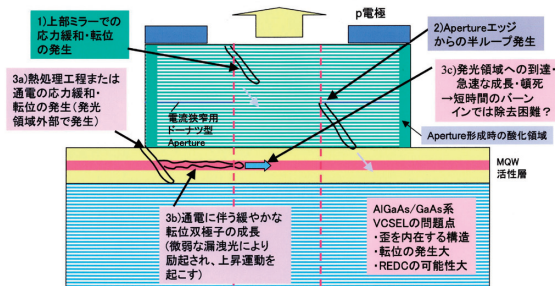 1)上部ミラーでの
応力緩和・転位
の発生
p電極
2)Apertureエッジ
からの半ループ発生
3a)熱処理工程または
通電の応力緩和・
転位の発生(発光
領域外部で発生)
3c)発光領域への到達・
急速な成長・頓死
→短時間のバーン
インでは除去困難?
電流狭窄用
ドーナツ型
Aperture
Aperture形成時の酸化領域
MQW
活性層
3b)通電に伴う緩やかな
転位双極子の成長
(微弱な漏洩光により
励起され、上昇運動を
起こす)
AlGaAs/GaAs系
VCSELの問題点
・歪を内在する構造
・転位の発生大
・REDCの可能性大